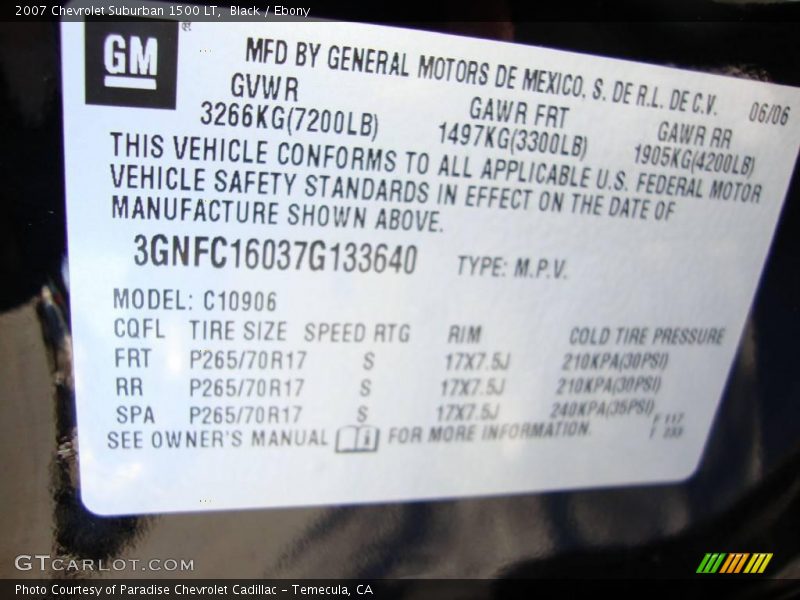 2007 Chevrolet Suburban 1500 LT, Black / Ebony
GM ®
MFD BY GENERAL MOTORS DE MEXICO, S. DE R.L. DE C.V. 06/06
GVWR GAWR FRT GAWR RR
3266KG(7200LB) 1497KG(3300LB) 1905KG(4200LB)
THIS VEHICLE CONFORMS TO ALL APPLICABLE U.S. FEDERAL MOTOR
VEHICLE SAFETY STANDARDS IN EFFECT ON THE DATE OF
MANUFACTURE SHOWN ABOVE.
3GNFC16037G133640 TYPE: M.P.V.
MODEL: C10906
CQFL TIRE SIZE SPEED RTG RIM COLD TIRE PRESSURE
FRT P265/70R17 S 17X7.5J 210KPA(30PSI)
RR P265/70R17 S 17X7.5J 210KPA(30PSI)
SPA P265/70R17 S 17X7.5J 240KPA(35PSI)
SEE OWNER'S MANUAL FOR MORE INFORMATION.
GTCARLOT.COM
Photo Courtesy of Paradise Chevrolet Cadillac - Temecula, CA